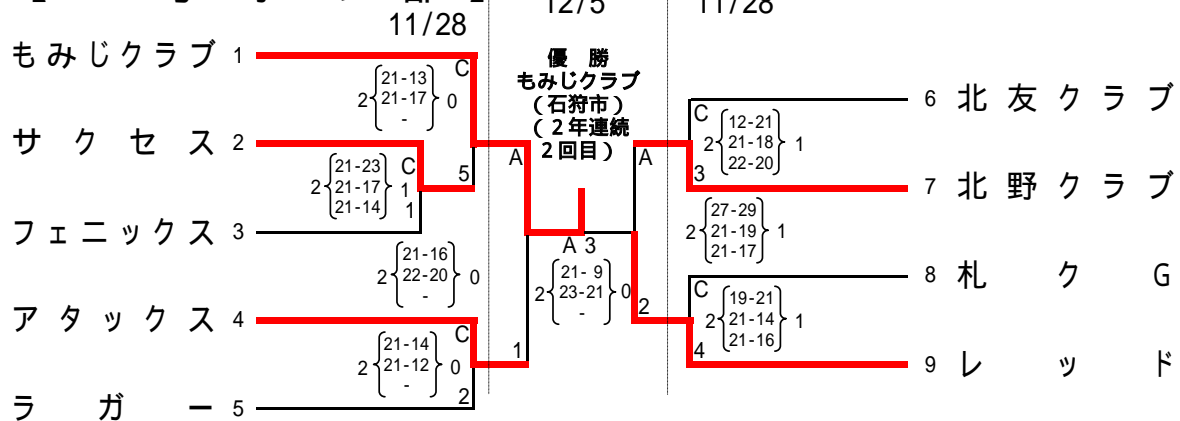 12/5
11/28
11/28
もみじクラブ 1
C
21-13
2 21-17 0
-
優 勝
もみじクラブ
（石狩市）
（２年連続
２回目）
6 北友クラブ
C
12-21
2 21-18 1
22-20
サクセス 2
A
A
21-23 C
2 21-17 1
21-14 1
5
3
7 北野クラブ
フェニックス 3
27-29
2 21-19 1
21-17
A 3
21-16
2 22-20 0
-
21- 9
2 23-21 0
-
8 札クG
C
19-21
2 21-14 1
21-16
2
アタックス 4
C
21-14
2 21-12 0
-
1
4
9 レッド
2
ラガー 5